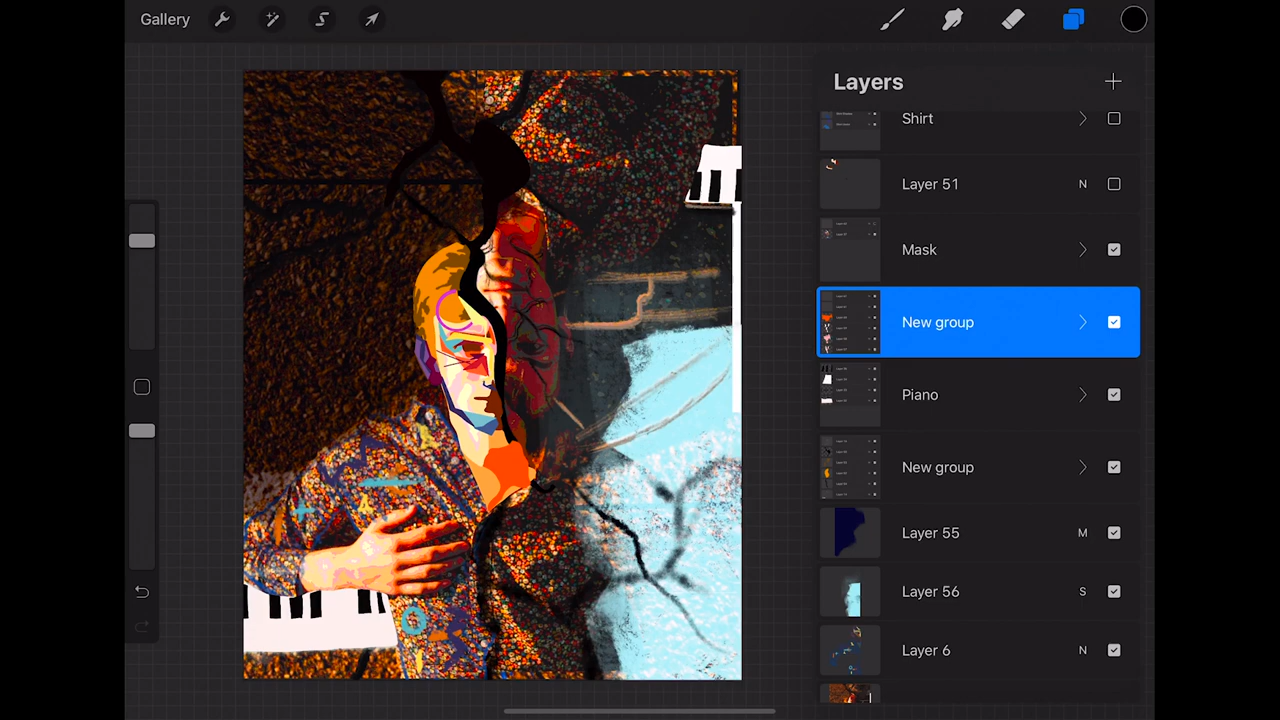 Gallery
Layers
Shirt
Layer 51 N
Mask
New group
Piano
New group
Layer 55 M
Layer 56 S
Layer 6 N